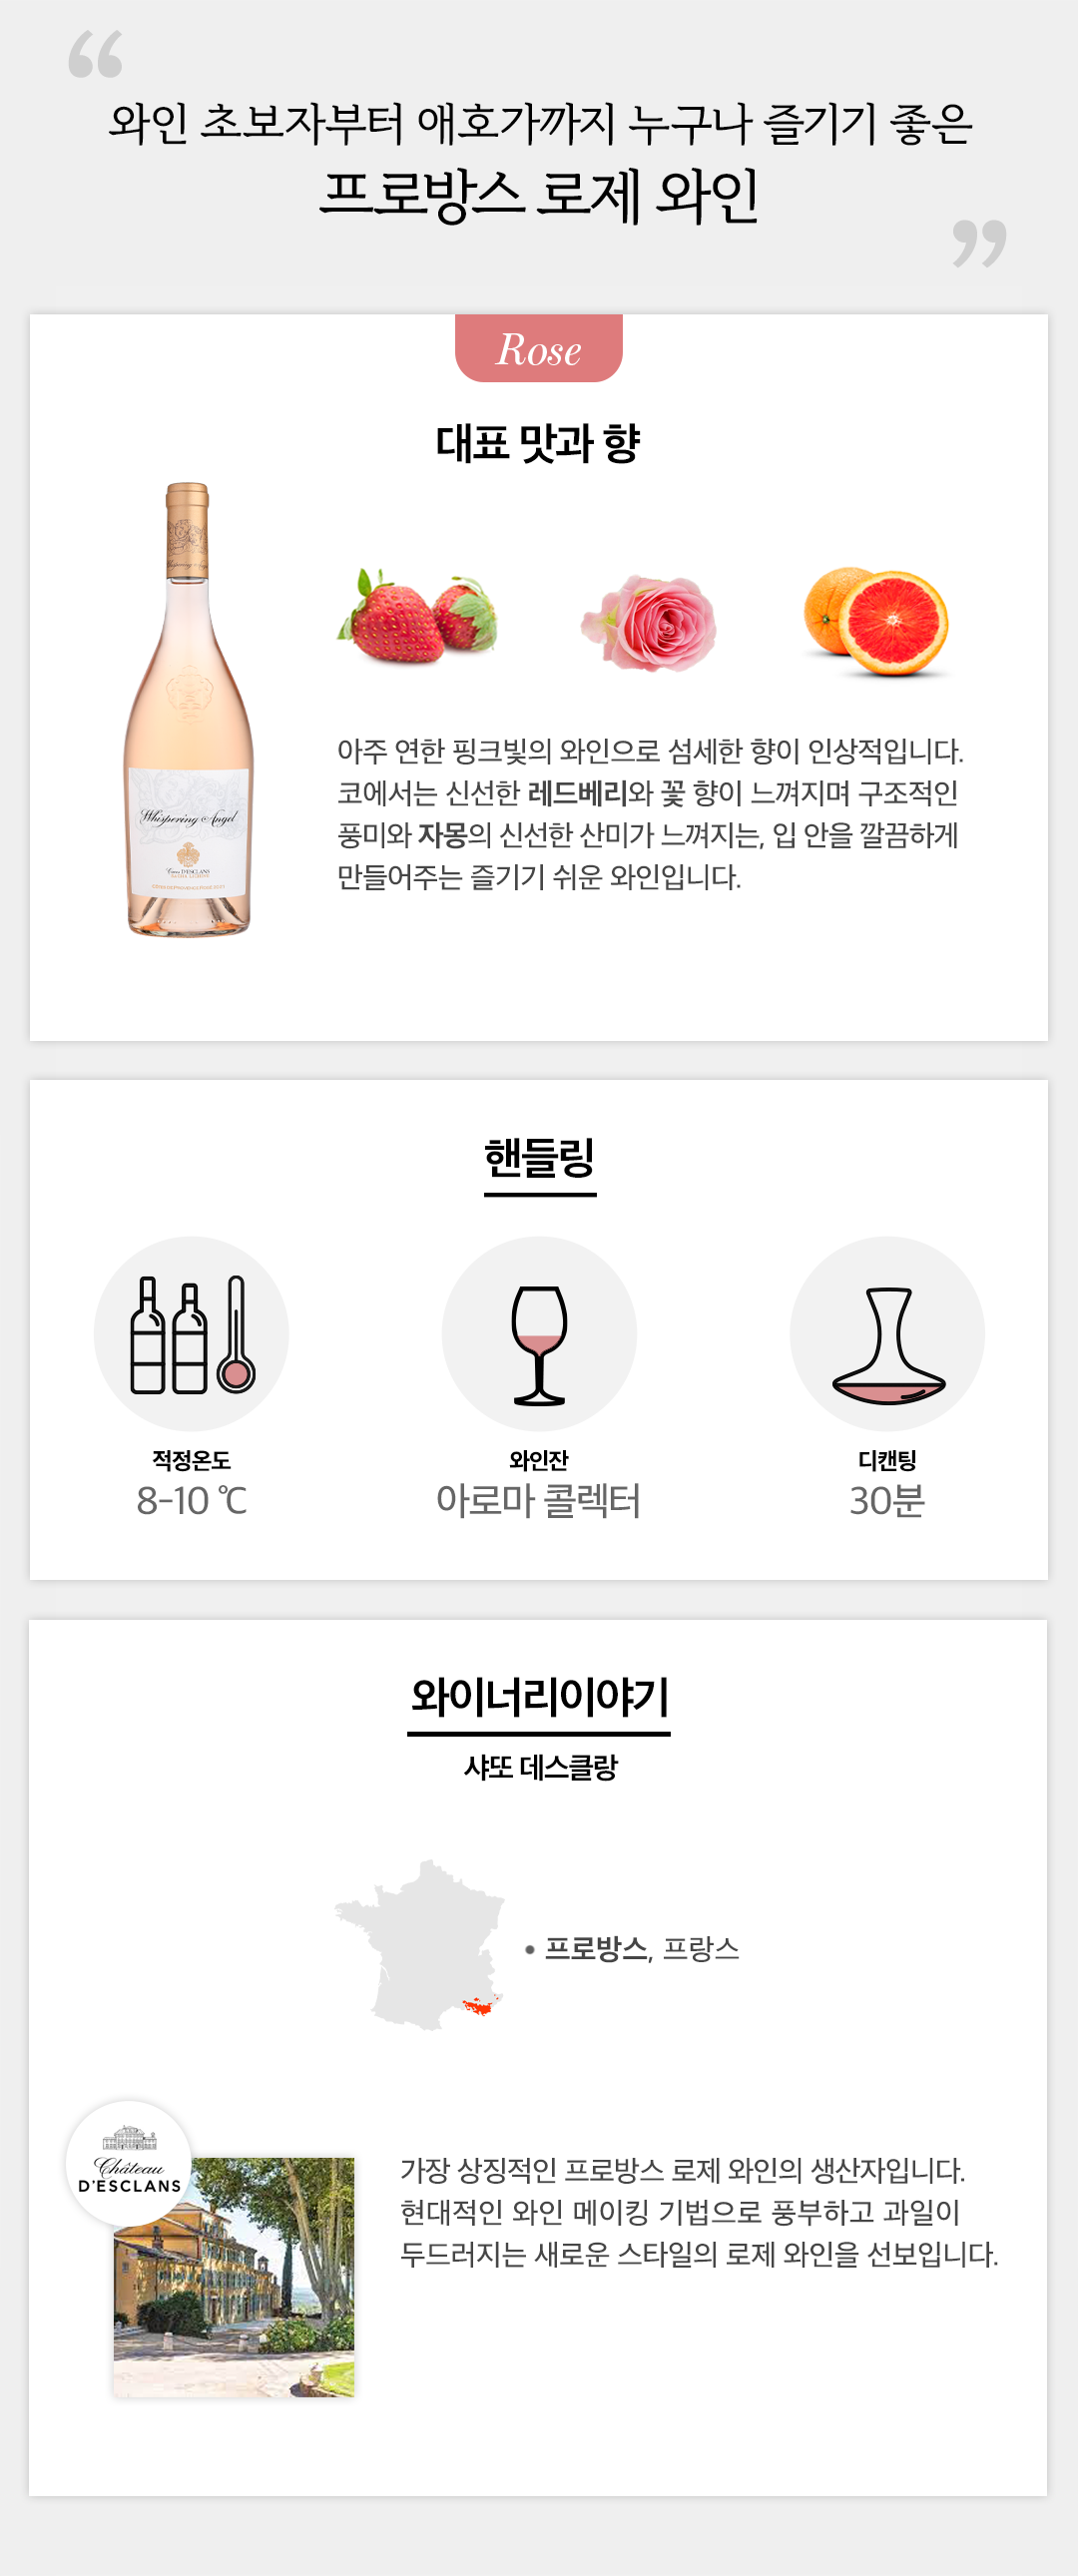 “
와인 초보자부터 애호가까지 누구나 즐기기 좋은
프로방스 로제 와인
”
Rose
대표 맛과 향
Whispering Angel
D'ESCLANS
아주 연한 핑크빛의 와인으로 섬세한 향이 인상적입니다.
코에서는 신선한 레드베리와 꽃 향이 느껴지며 구조적인
풍미와 자몽의 신선한 산미가 느껴지는, 입 안을 깔끔하게
만들어주는 즐기기 쉬운 와인입니다.
핸들링
적정온도
8-10 ℃
와인잔
아로마 콜렉터
디캔팅
30분
와이너리이야기
샤또 데스클랑
• 프로방스, 프랑스
Château
D'ESCLANS
가장 상징적인 프로방스 로제 와인의 생산자입니다.
현대적인 와인 메이킹 기법으로 풍부하고 과일이
두드러지는 새로운 스타일의 로제 와인을 선보입니다.